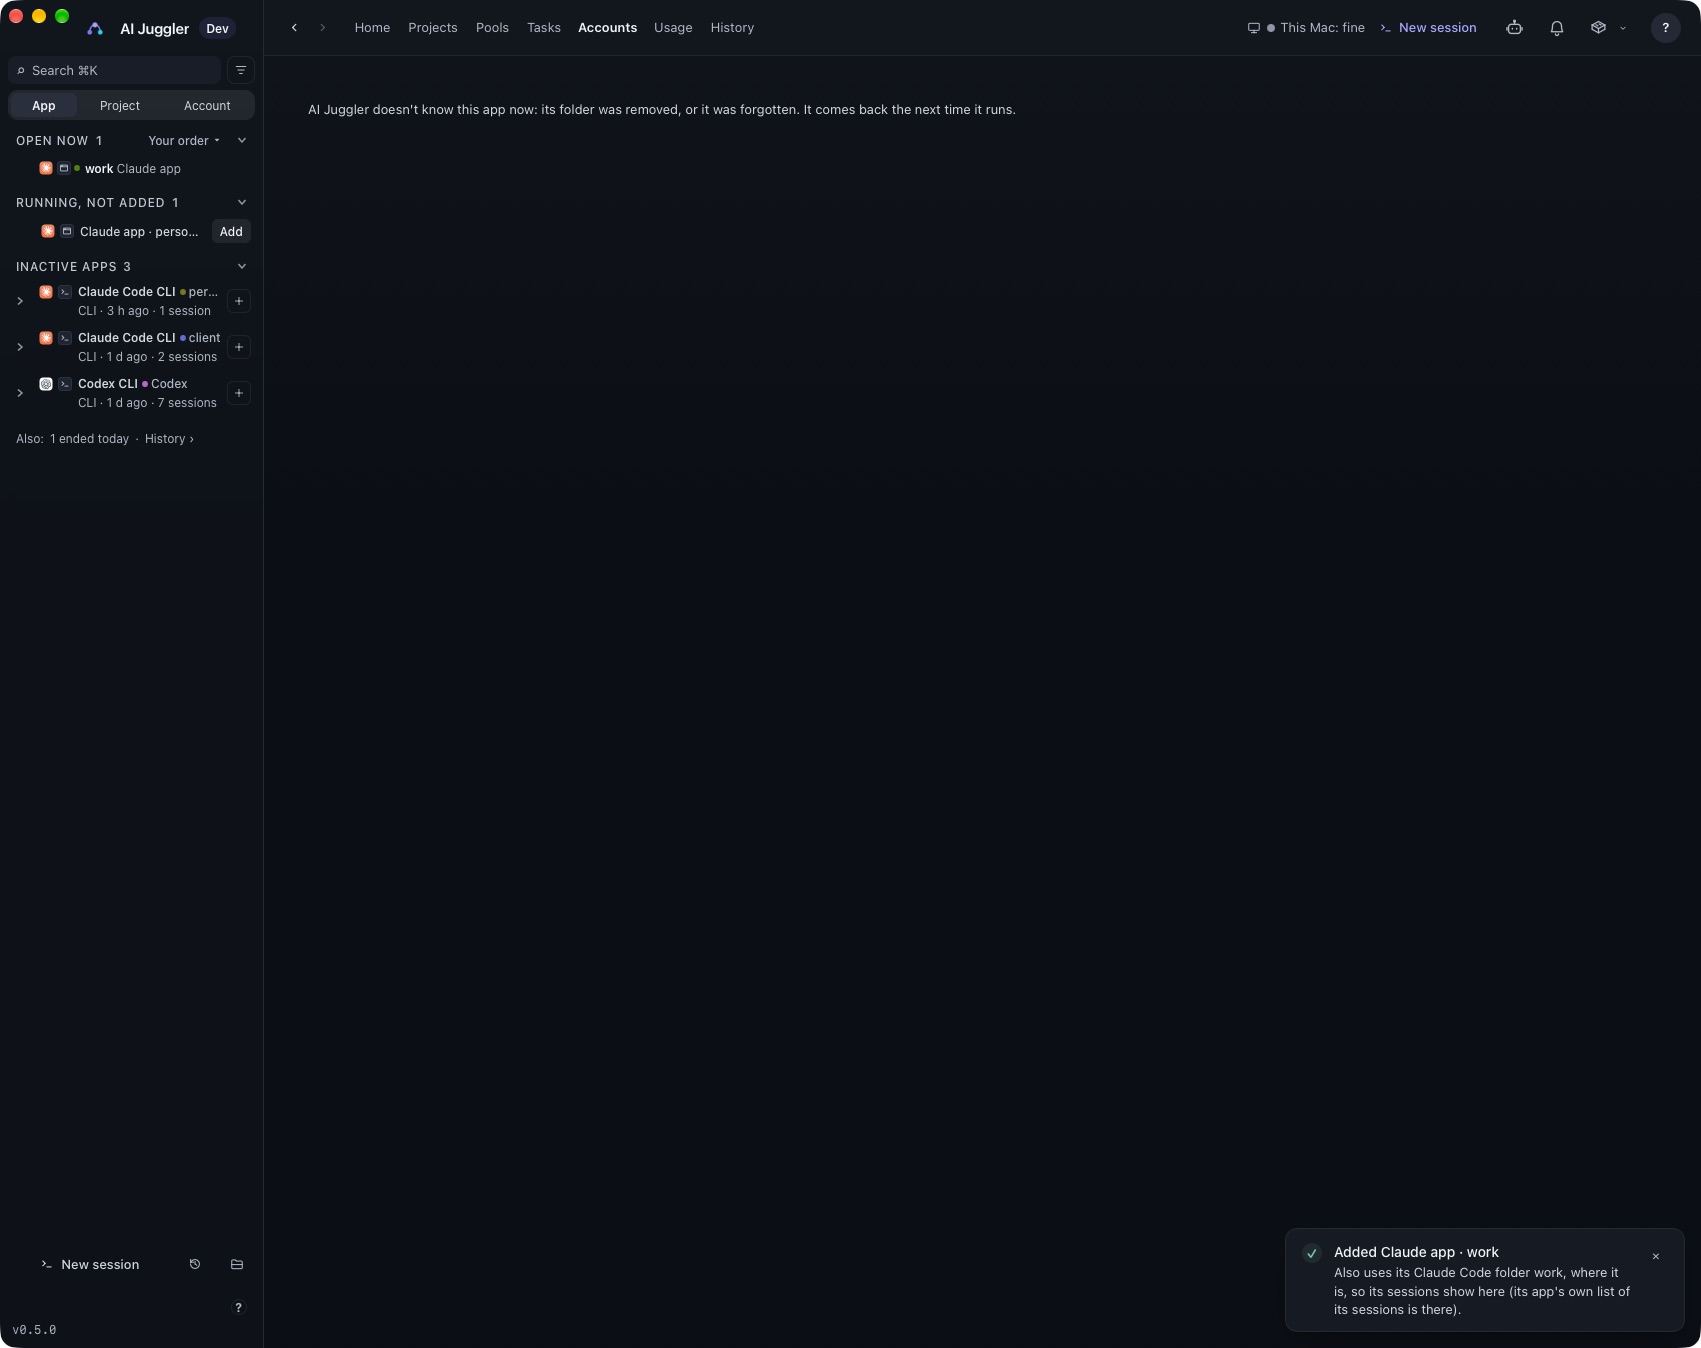 AI Juggler Dev
Search ⌘K
App Project Account
OPEN NOW 1 Your order
work Claude app
RUNNING, NOT ADDED 1
Claude app · perso... Add
INACTIVE APPS 3
Claude Code CLI per...
CLI · 3 h ago · 1 session
Claude Code CLI client
CLI · 1 d ago · 2 sessions
Codex CLI Codex
CLI · 1 d ago · 7 sessions
Also: 1 ended today · History ›
New session
?
v0.5.0
Home Projects Pools Tasks Accounts Usage History
This Mac: fine New session ?
AI Juggler doesn't know this app now: its folder was removed, or it was forgotten. It comes back the next time it runs.
Added Claude app · work
Also uses its Claude Code folder work, where it
is, so its sessions show here (its app's own list of
its sessions is there).